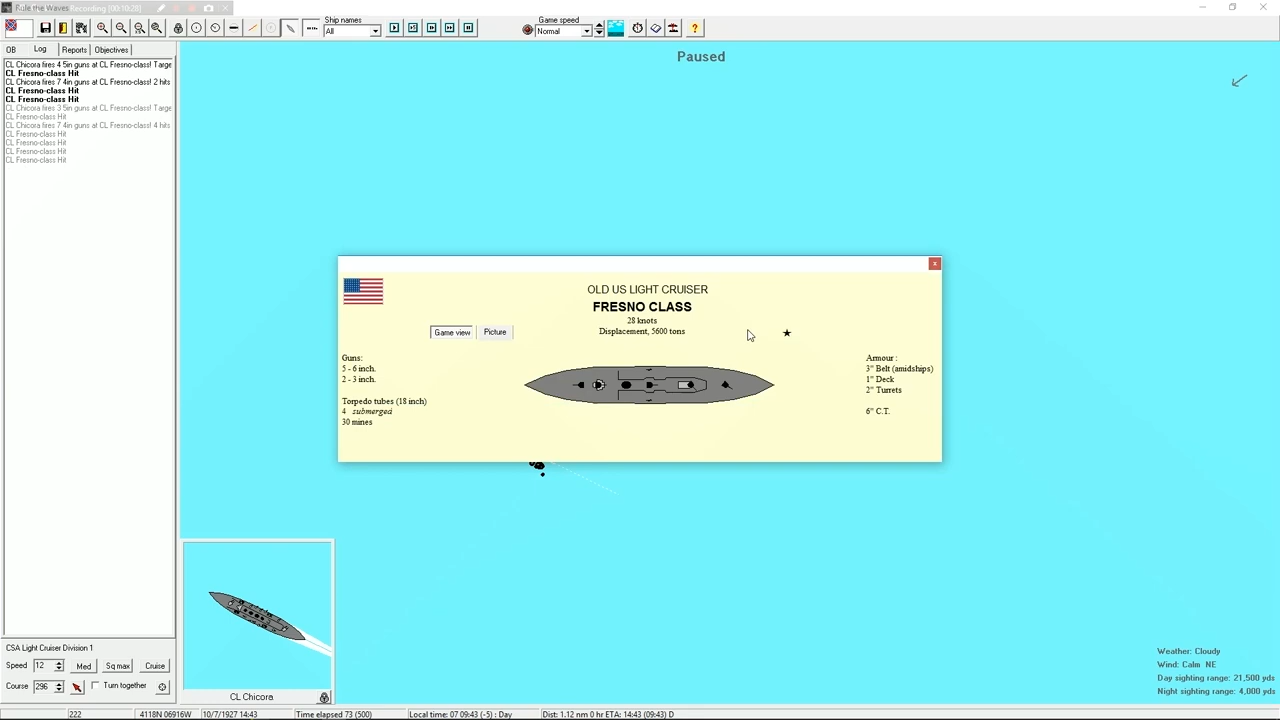 Rule the Waves
Recording [00:10:28]
Ship names
All
Game speed
Normal
OB Log Reports Objectives
CL Chicora fires 4 5in guns at CL Fresno-class! Targe
CL Fresno-class Hit
CL Chicora fires 7 4in guns at CL Fresno-class! 2 hits
CL Fresno-class Hit
CL Fresno-class Hit
CL Chicora fires 3 5in guns at CL Fresno-class! Targe
CL Fresno-class Hit
CL Chicora fires 7 4in guns at CL Fresno-class! 4 hits
CL Fresno-class Hit
CL Fresno-class Hit
CL Fresno-class Hit
CL Fresno-class Hit
Paused
OLD US LIGHT CRUISER
FRESNO CLASS
28 knots
Displacement, 5600 tons
Game view Picture
Guns:
5 - 6 inch.
2 - 3 inch.
Torpedo tubes (18 inch)
4 submerged
30 mines
Armour :
3" Belt (amidships)
1" Deck
2" Turrets
6" C.T.
CSA Light Cruiser Division 1
Speed 12 Med Sq max Cruise
Course 296 Turn together
CL Chicora
Weather: Cloudy
Wind: Calm NE
Day sighting range: 21,500 yds
Night sighting range: 4,000 yds
222 4118N 06916W 10/7/1927 14:43 Time elapsed 73 (500) Local time: 07 09:43 (-5) : Day Dist: 1.12 nm 0 hr ETA: 14:43 (09:43) D